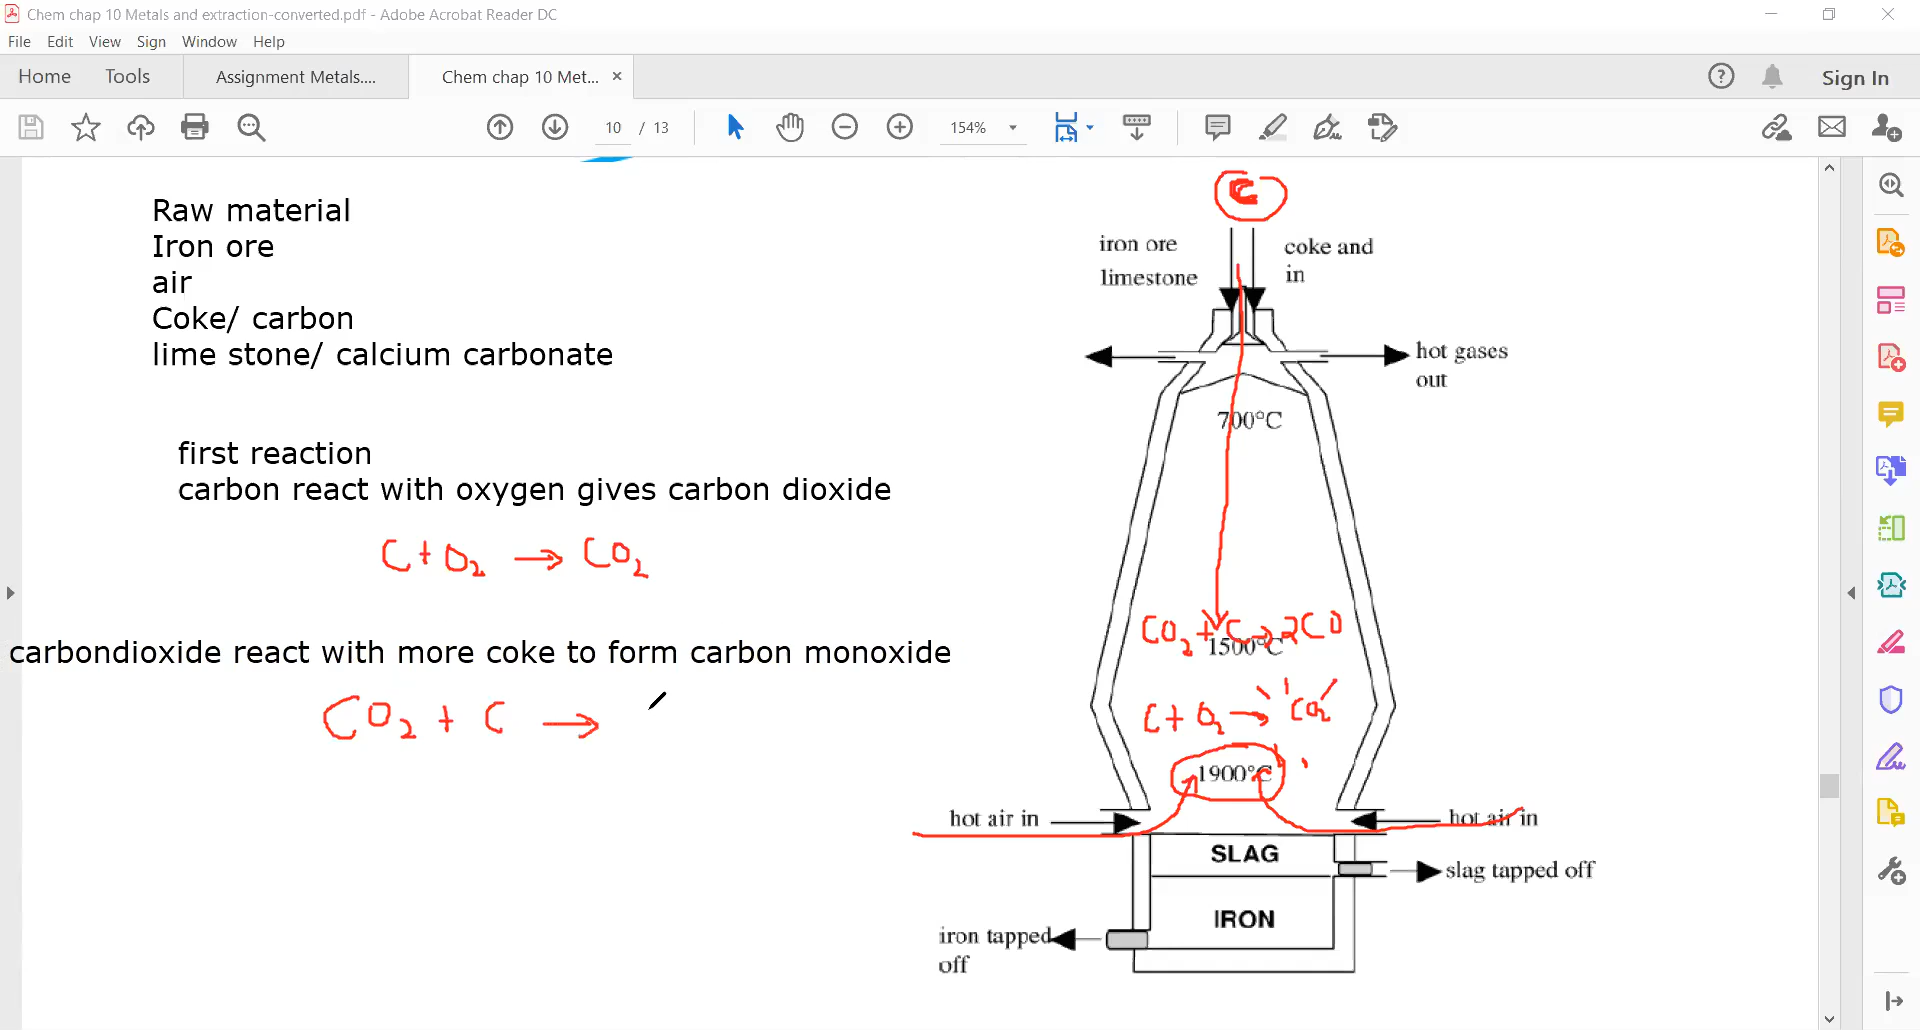 Chem chap 10 Metals and extraction-converted.pdf - Adobe Acrobat Reader DC
File Edit View Sign Window Help
Home Tools Assignment Metals.... Chem chap 10 Met... × Sign In
10 / 13 154%
Raw material
Iron ore
air
Coke/ carbon
lime stone/ calcium carbonate
first reaction
carbon react with oxygen gives carbon dioxide
C + O₂ → CO₂
carbondioxide react with more coke to form carbon monoxide
CO₂ + C →
C
iron ore
limestone
coke and
in
hot gases
out
700°C
CO₂ + C → 2CO
1500°C
C + O₂ → CO₂
1900°C
hot air in
hot air in
SLAG
slag tapped off
IRON
iron tapped
off